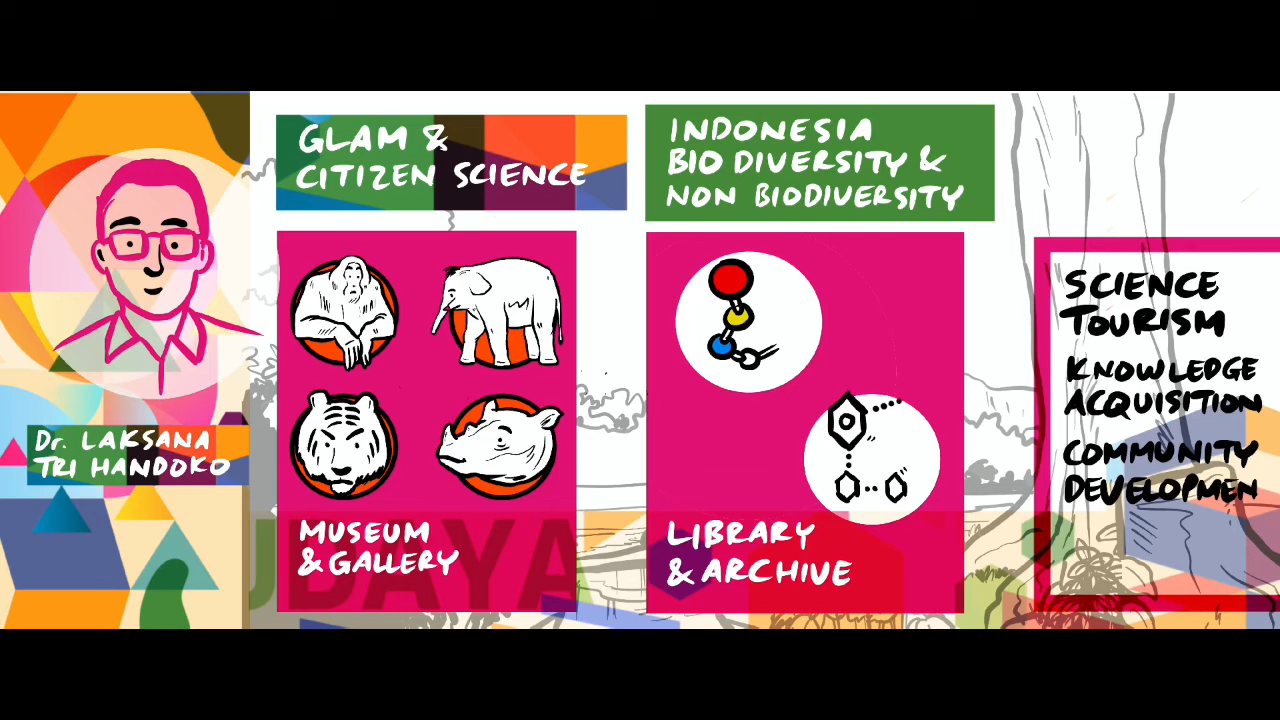 GLAM &
CITIZEN SCIENCE
INDONESIA
BIO DIVERSITY &
NON BIODIVERSITY
SCIENCE
TOURISM
KNOWLEDGE
ACQUISITION
COMMUNITY
DEVELOPMEN
Dr. LAKSANA
TRI HANDOKO
MUSEUM
& GALLERY
LIBRARY
& ARCHIVE
UDAYA